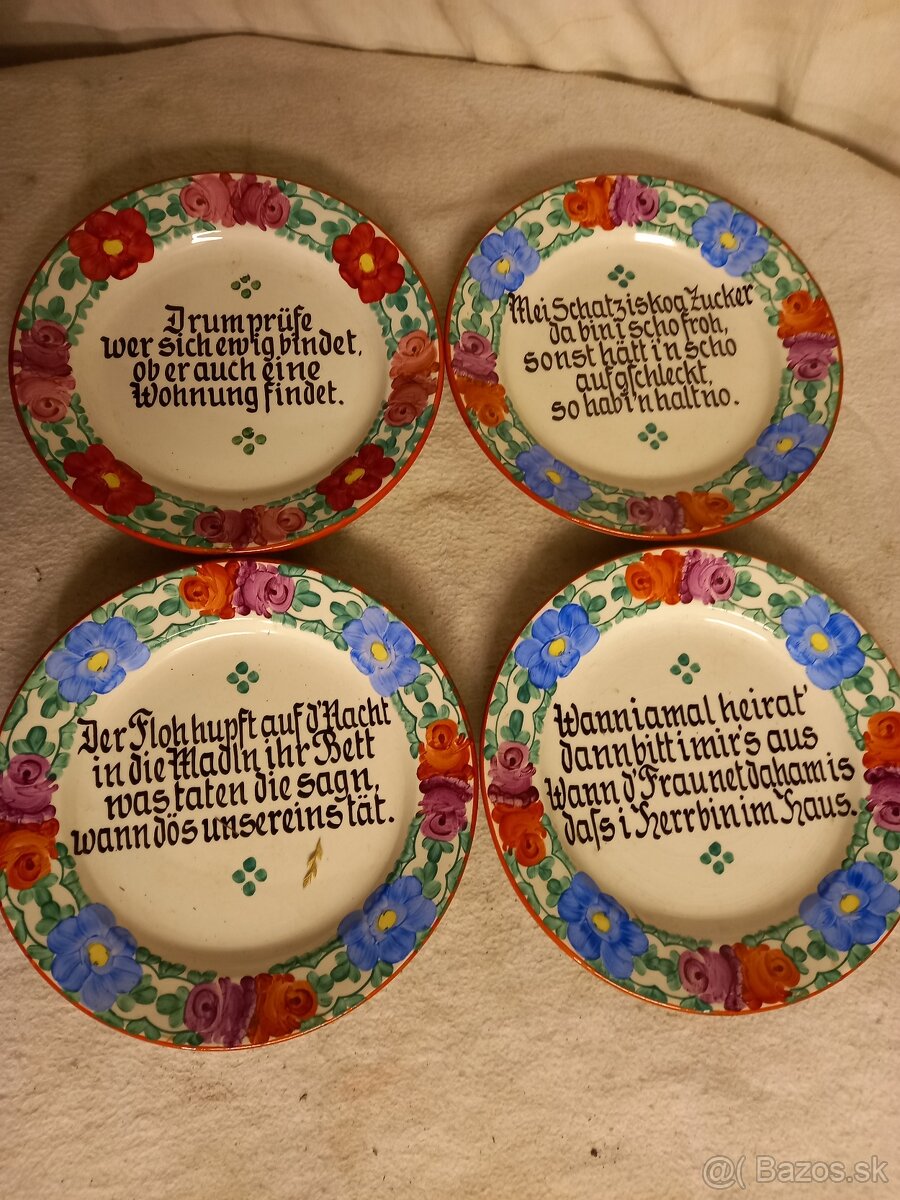 Drum prüfe
wer sich ewig bindet,
ob er auch eine
Wohnung findet.
Mei Schatz is koa Zucker
da bin i scho froh,
sonst hätt i'n scho
aufgschleckt,
so hab i'n halt no.
Der Floh hupft auf d'Nacht
in die Madln ihr Bett
was taten die sagn,
wann dös unsereins tät.
Wann i amal heirat'
dann bitt i mir's aus
Wann d'Frau net daham is
dass i Herr bin im Haus.
@( Bazos.sk